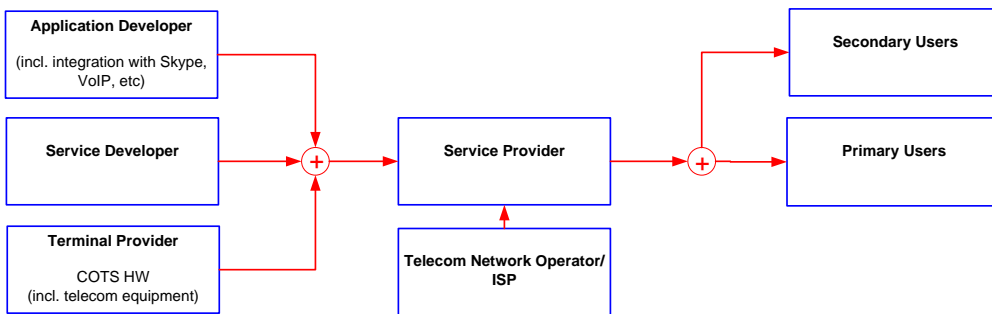 Application Developer
(incl. integration with Skype,
VoIP, etc)
Service Developer
Terminal Provider
COTS HW
(incl. telecom equipment)
+
Service Provider
Telecom Network Operator/
ISP
+
Secondary Users
Primary Users